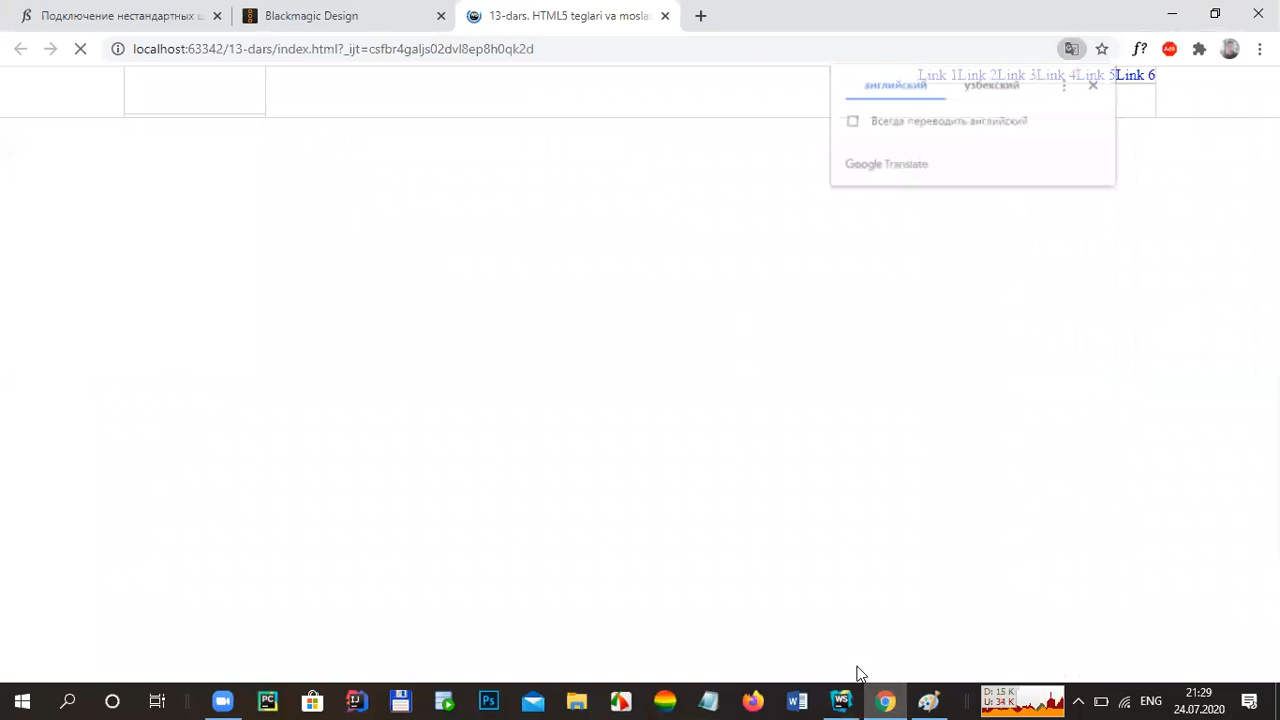 Подключение нестандартных ш
Blackmagic Design
13-dars. HTML5 teglari va mosla
localhost:63342/13-dars/index.html?_ijt=csfbr4galjs02dvl8ep8h0qk2d
f?
Link 1Link 2Link 3Link 4Link 5Link 6
английский узбекский
Всегда переводить английский
Google Translate
D: 15 K
U: 34 K
ENG
21:29
24.07.2020